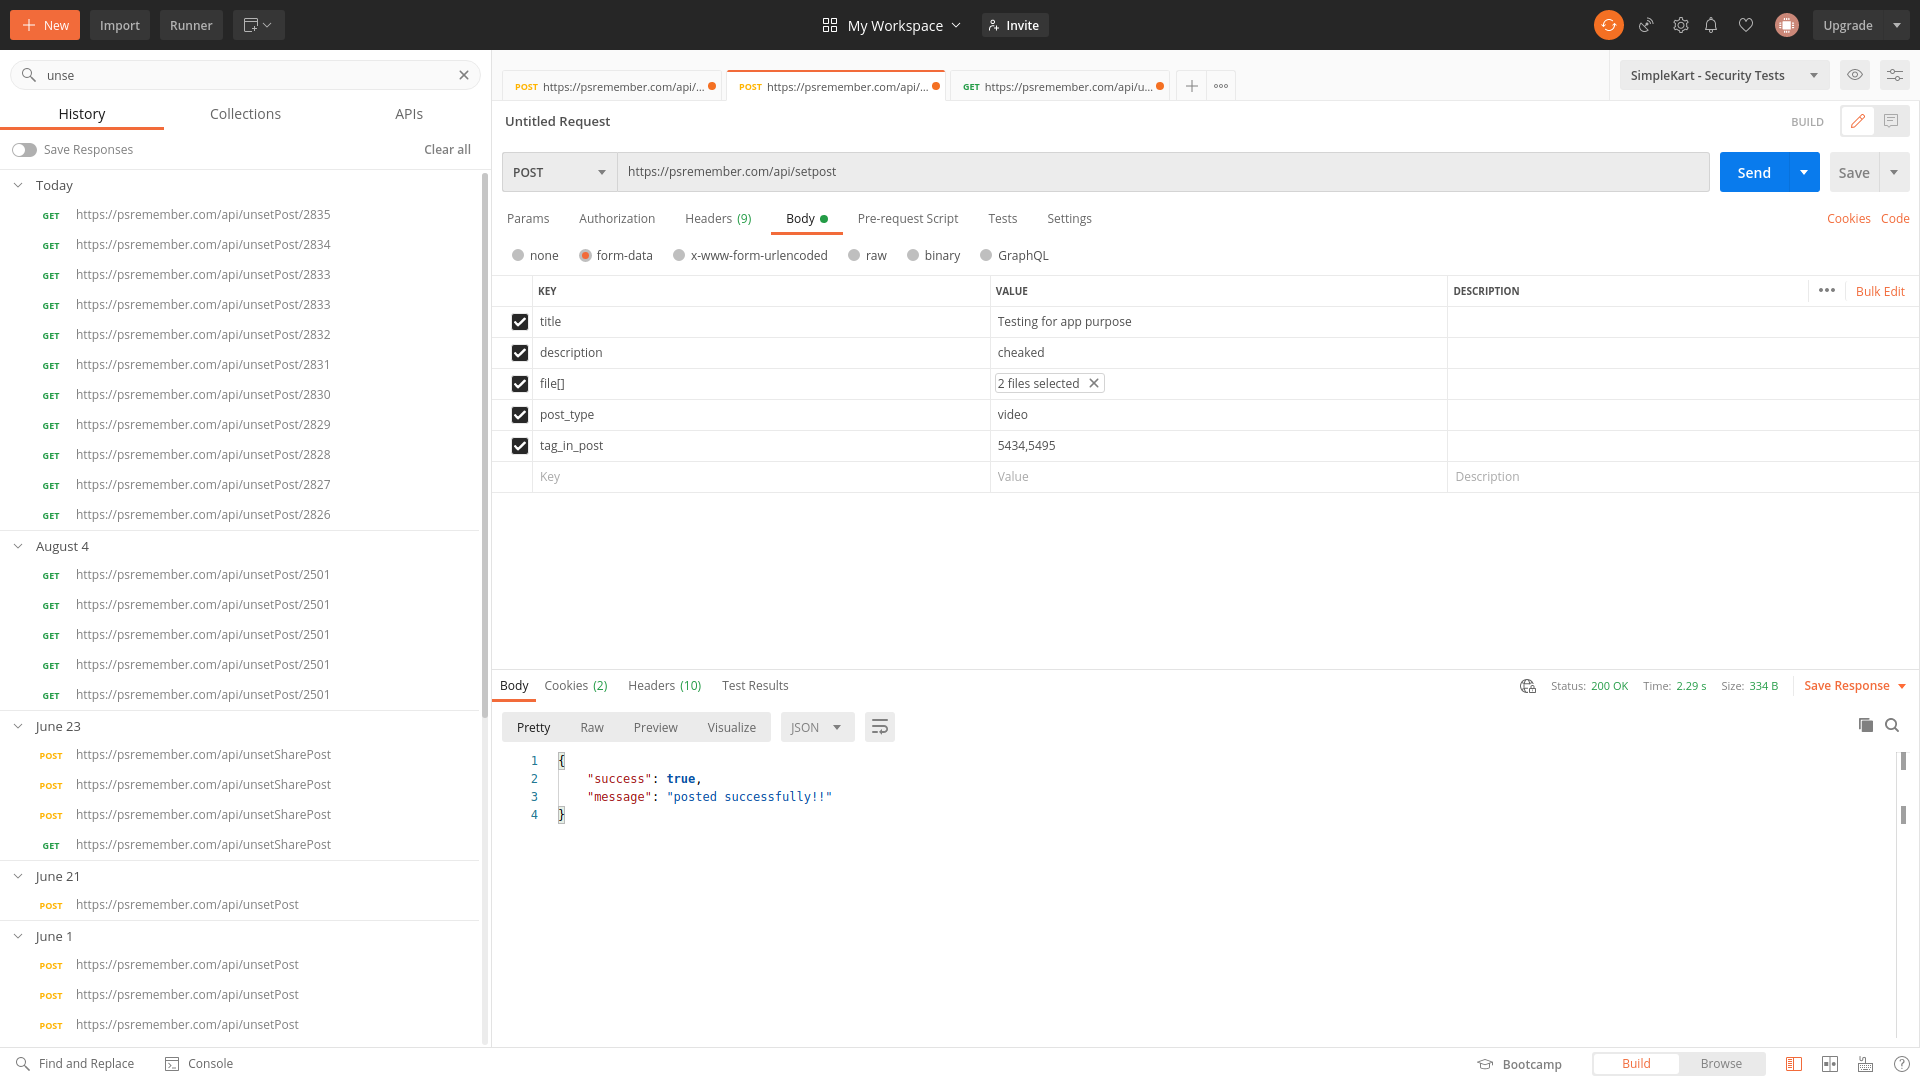 New Import Runner My Workspace Invite Upgrade
unse
History Collections APIs
Save Responses Clear all
Today
GET https://psremember.com/api/unsetPost/2835
GET https://psremember.com/api/unsetPost/2834
GET https://psremember.com/api/unsetPost/2833
GET https://psremember.com/api/unsetPost/2833
GET https://psremember.com/api/unsetPost/2832
GET https://psremember.com/api/unsetPost/2831
GET https://psremember.com/api/unsetPost/2830
GET https://psremember.com/api/unsetPost/2829
GET https://psremember.com/api/unsetPost/2828
GET https://psremember.com/api/unsetPost/2827
GET https://psremember.com/api/unsetPost/2826
August 4
GET https://psremember.com/api/unsetPost/2501
GET https://psremember.com/api/unsetPost/2501
GET https://psremember.com/api/unsetPost/2501
GET https://psremember.com/api/unsetPost/2501
GET https://psremember.com/api/unsetPost/2501
June 23
POST https://psremember.com/api/unsetSharePost
POST https://psremember.com/api/unsetSharePost
POST https://psremember.com/api/unsetSharePost
GET https://psremember.com/api/unsetSharePost
June 21
POST https://psremember.com/api/unsetPost
June 1
POST https://psremember.com/api/unsetPost
POST https://psremember.com/api/unsetPost
POST https://psremember.com/api/unsetPost
POST https://psremember.com/api/... POST https://psremember.com/api/... GET https://psremember.com/api/u... SimpleKart - Security Tests
Untitled Request BUILD
POST https://psremember.com/api/setpost Send Save
Params Authorization Headers (9) Body Pre-request Script Tests Settings Cookies Code
none form-data x-www-form-urlencoded raw binary GraphQL
KEY VALUE DESCRIPTION ••• Bulk Edit
title Testing for app purpose
description cheaked
file[] 2 files selected
post_type video
tag_in_post 5434,5495
Key Value Description
Body Cookies (2) Headers (10) Test Results Status: 200 OK Time: 2.29 s Size: 334 B Save Response
Pretty Raw Preview Visualize JSON
1 {
2 "success": true,
3 "message": "posted successfully!!"
4 }
Find and Replace Console Bootcamp Build Browse